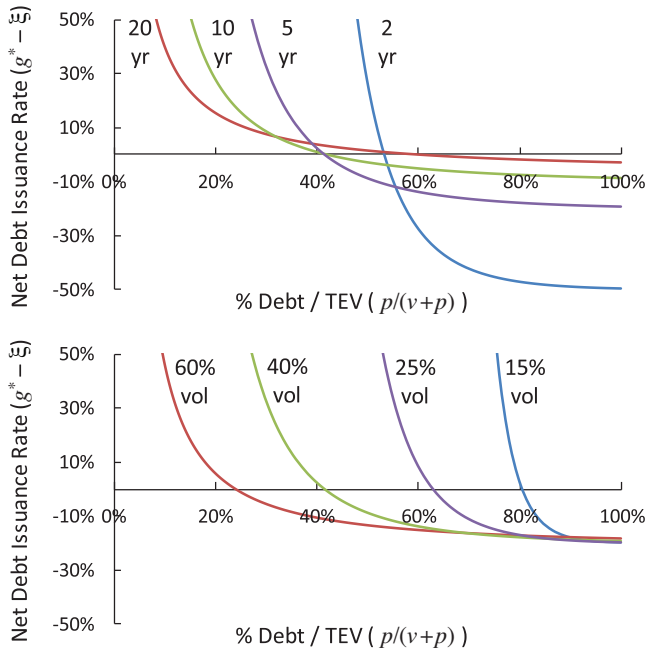 Net Debt Issuance Rate (g* − ξ)
50%
30%
10%
-10%
-30%
-50%
20 yr
10 yr
5 yr
2 yr
0%
20%
40%
60%
80%
100%
% Debt / TEV ( p/(v+p) )
Net Debt Issuance Rate (g* − ξ)
50%
30%
10%
-10%
-30%
-50%
60% vol
40% vol
25% vol
15% vol
0%
20%
40%
60%
80%
100%
% Debt / TEV ( p/(v+p) )